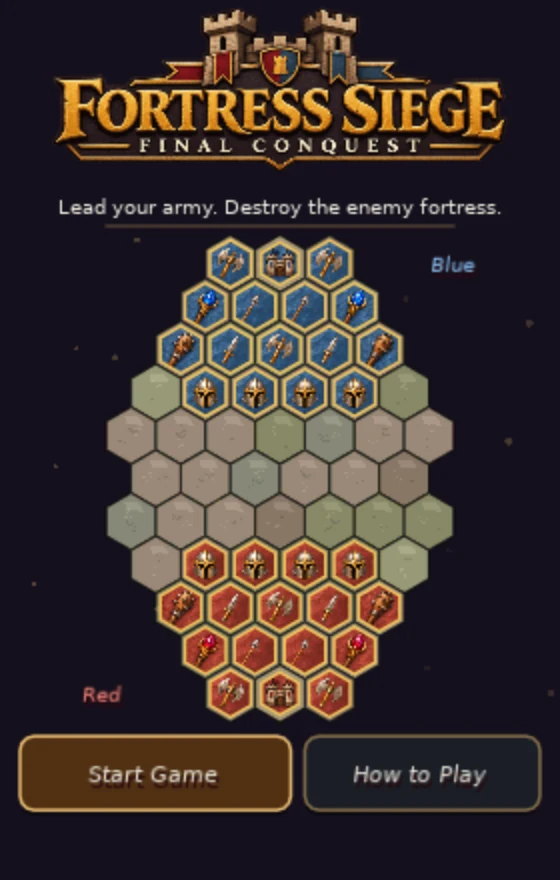 FORTRESS SIEGE
FINAL CONQUEST
Lead your army. Destroy the enemy fortress.
Blue
Red
Start Game
How to Play